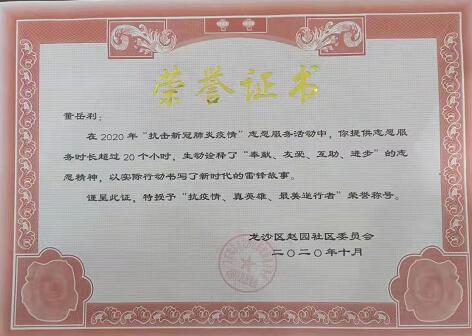 荣誉证书
董岳利：
在2020年“抗击新冠肺炎疫情”志愿服务活动中，你提供志愿服
务时长超过20个小时，生动诠释了“奉献、友爱、互助、进步”的志
愿精神，以实际行动书写了新时代的雷锋故事。
谨呈此证，特授予“抗疫情、真英雄、最美逆行者”荣誉称号。
龙沙区赵园社区委员会
二〇二〇年十月